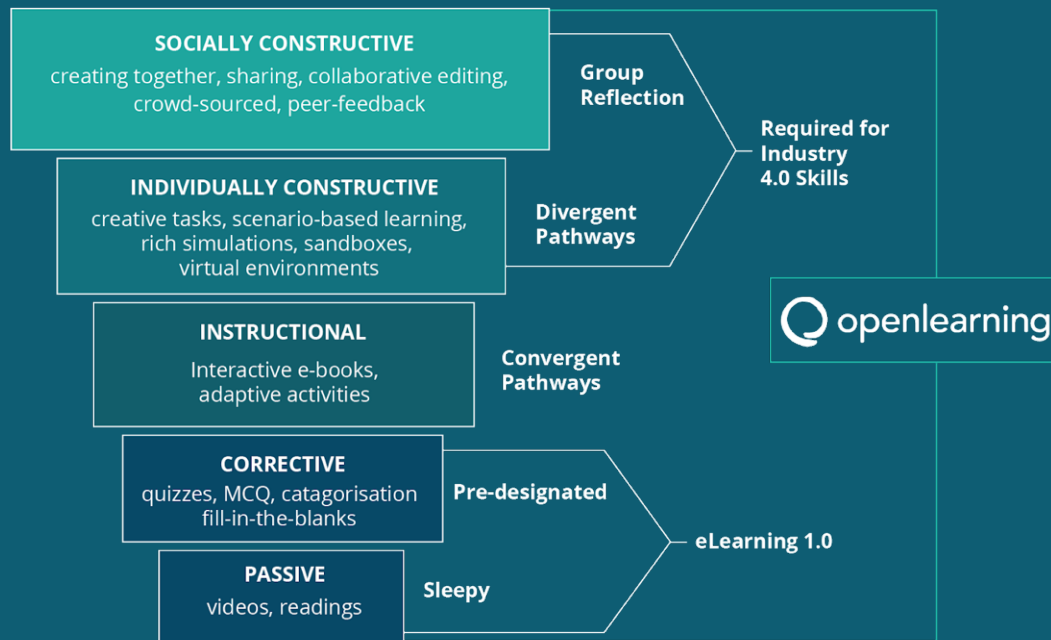 SOCIALLY CONSTRUCTIVE
creating together, sharing, collaborative editing,
crowd-sourced, peer-feedback
Group
Reflection
Required for
Industry
4.0 Skills
INDIVIDUALLY CONSTRUCTIVE
creative tasks, scenario-based learning,
rich simulations, sandboxes,
virtual environments
Divergent
Pathways
openlearning
INSTRUCTIONAL
Interactive e-books,
adaptive activities
Convergent
Pathways
CORRECTIVE
quizzes, MCQ, catagorisation
fill-in-the-blanks
Pre-designated
eLearning 1.0
PASSIVE
videos, readings
Sleepy